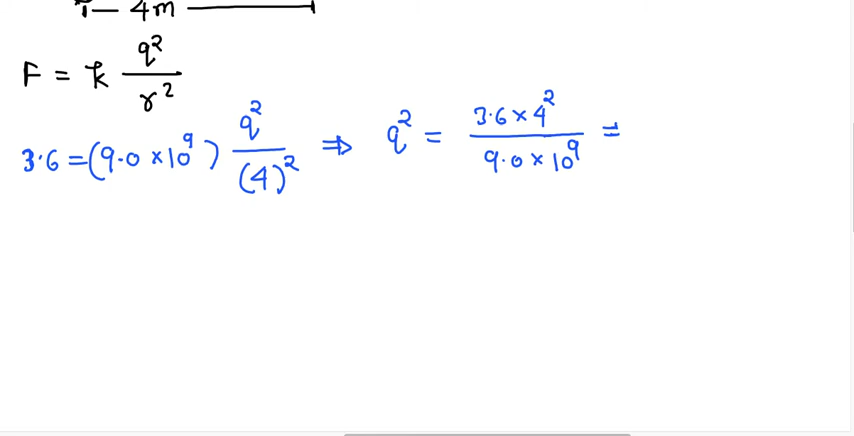 4m
F = k q²/r²
3.6 = (9.0 × 10⁹) q²/(4)² ⇒ q² = 3.6 × 4²/9.0 × 10⁹ =